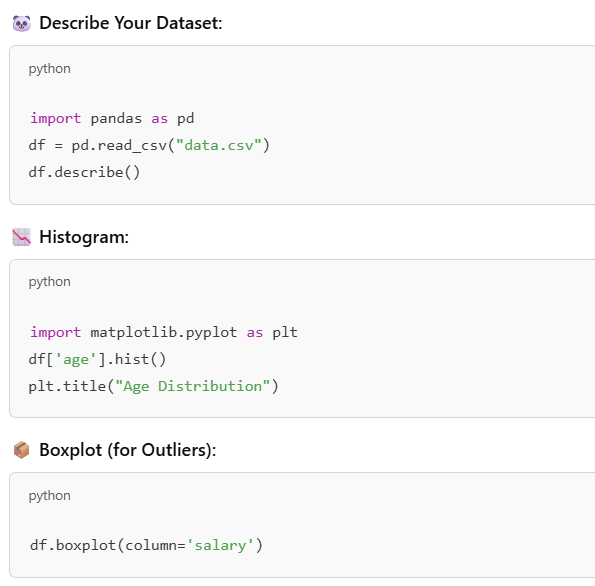 🐼 Describe Your Dataset:
python
import pandas as pd
df = pd.read_csv("data.csv")
df.describe()
📉 Histogram:
python
import matplotlib.pyplot as plt
df['age'].hist()
plt.title("Age Distribution")
📦 Boxplot (for Outliers):
python
df.boxplot(column='salary')